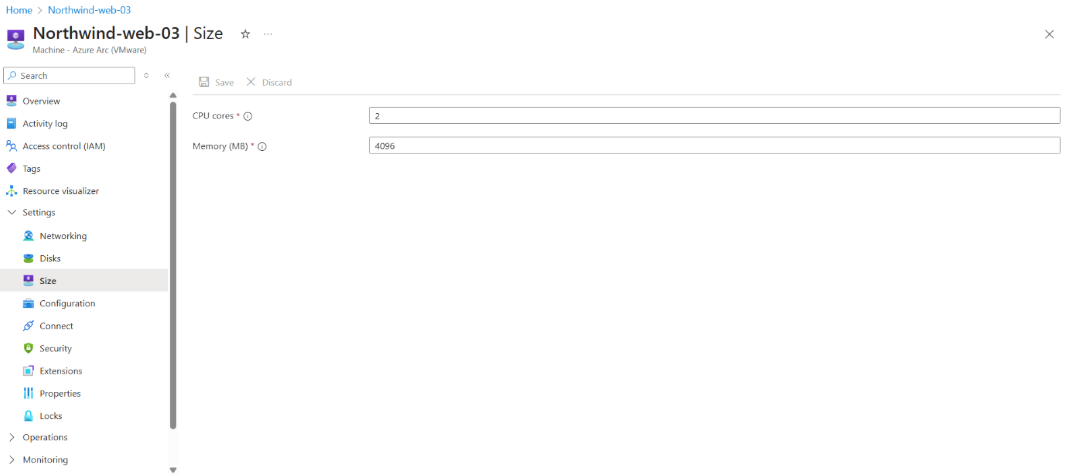 Home > Northwind-web-03
Northwind-web-03 | Size
Machine - Azure Arc (VMware)
Search
Save Discard
Overview
CPU cores * 2
Activity log
Access control (IAM)
Memory (MB) * 4096
Tags
Resource visualizer
Settings
Networking
Disks
Size
Configuration
Connect
Security
Extensions
Properties
Locks
Operations
Monitoring